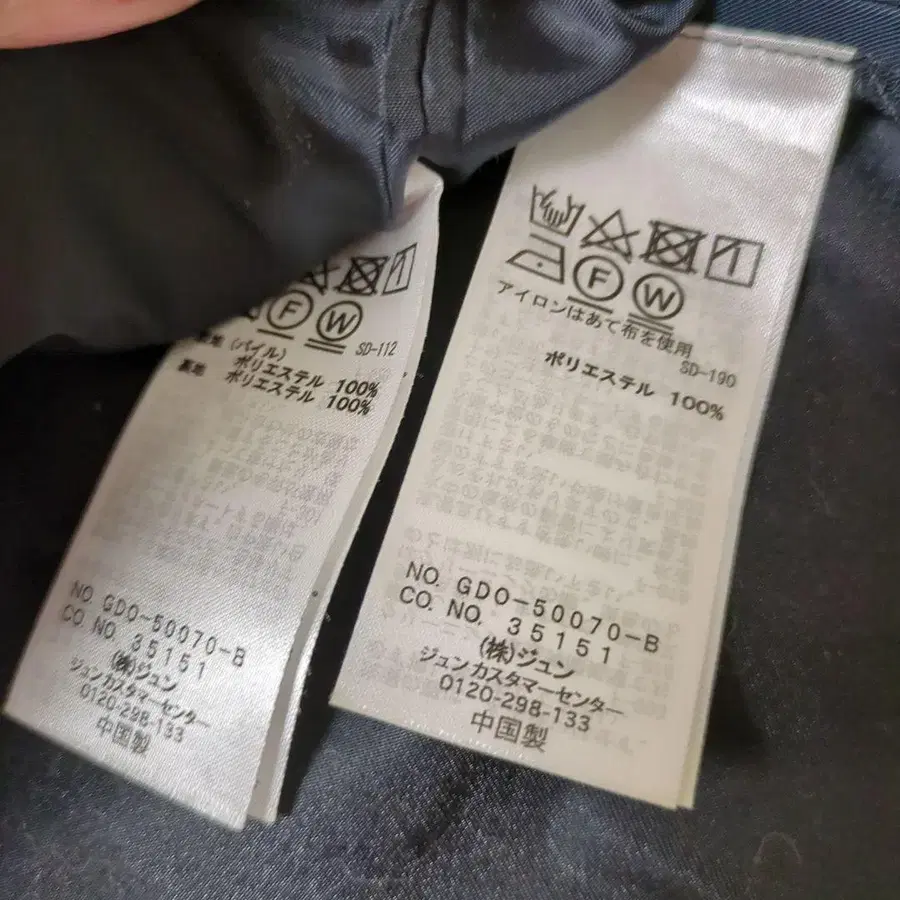 F W
SD-112
(パイル)
ポリエステル 100%
裏地 ポリエステル 100%
NO. GDO-50070-B
CO. NO. 35151
(株)ジュン
ジュンカスタマーセンター
0120-298-133
中国製
F W
アイロンはあて布を使用
SD-190
ポリエステル 100%
NO. GDO-50070-B
CO. NO. 35151
(株)ジュン
ジュンカスタマーセンター
0120-298-133
中国製